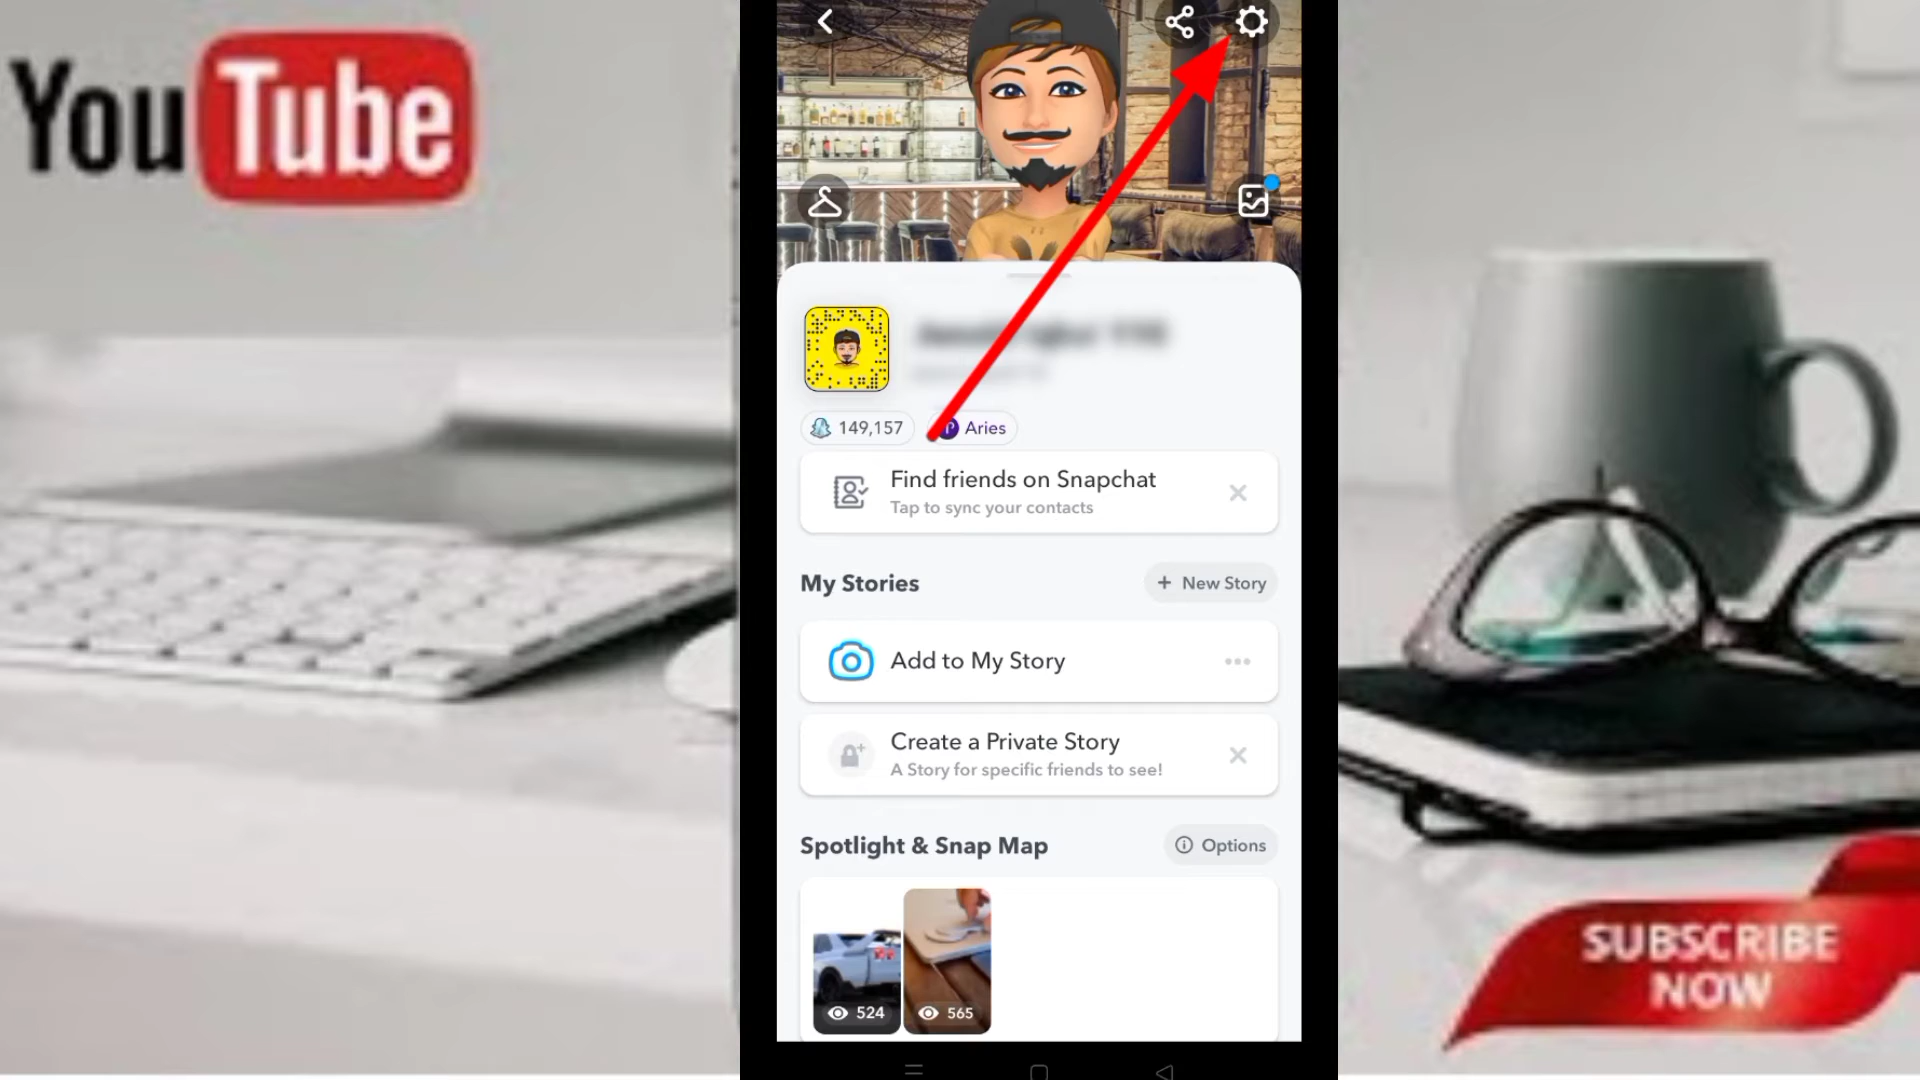 YouTube
149,157
Aries
Find friends on Snapchat
Tap to sync your contacts
My Stories
+ New Story
Add to My Story
Create a Private Story
A Story for specific friends to see!
Spotlight & Snap Map
Options
524
565
SUBSCRIBE
NOW